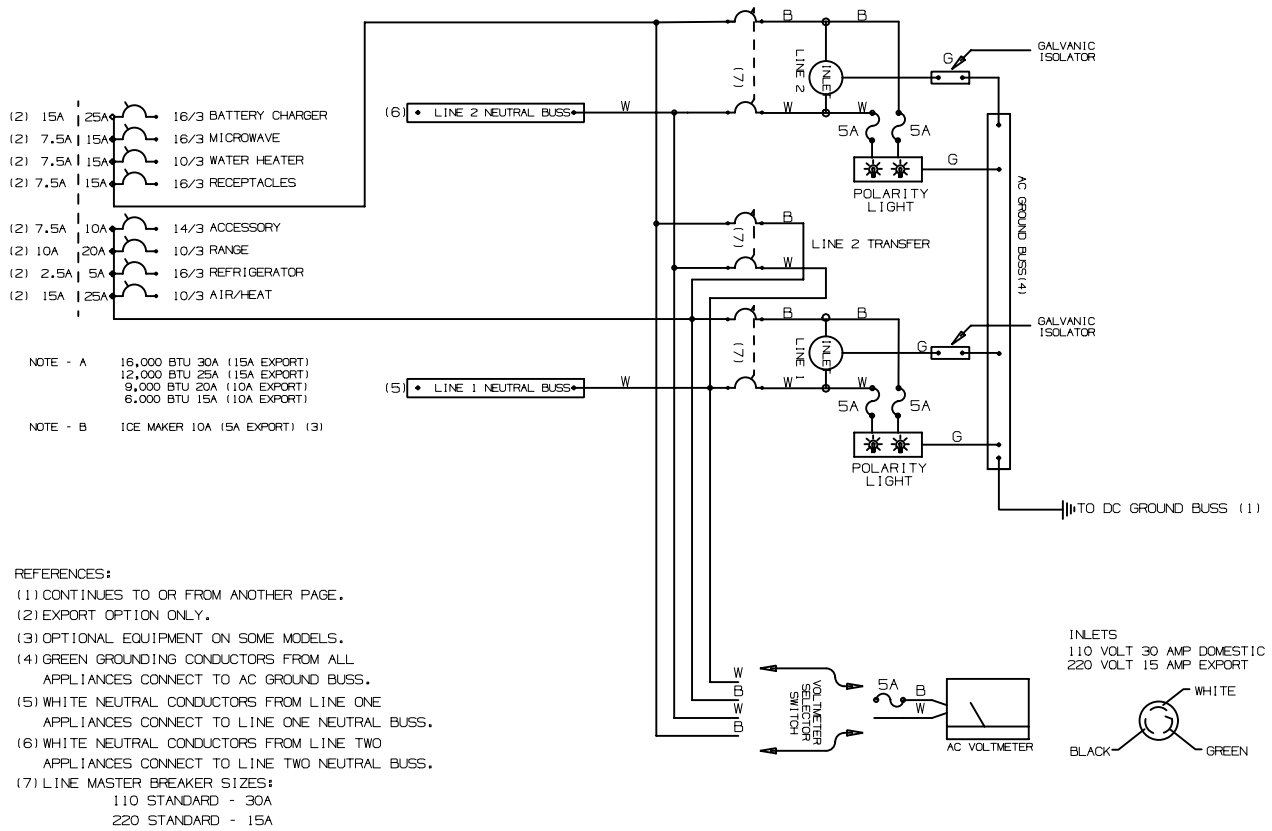 B B
LINE 2
INLET
(7)
G
GALVANIC
ISOLATOR
(2) 15A 25A 16/3 BATTERY CHARGER
(2) 7.5A 15A 16/3 MICROWAVE
(2) 7.5A 15A 10/3 WATER HEATER
(2) 7.5A 15A 16/3 RECEPTACLES
(6) LINE 2 NEUTRAL BUSS W
W W
5A 5A
G
POLARITY
LIGHT
AC GROUND BUSS(4)
(2) 7.5A 10A 14/3 ACCESSORY
(2) 10A 20A 10/3 RANGE
(2) 2.5A 5A 16/3 REFRIGERATOR
(2) 15A 25A 10/3 AIR/HEAT
B
(7)
W
LINE 2 TRANSFER
B B
LINE 1
INLET
(7)
G
GALVANIC
ISOLATOR
NOTE - A 16,000 BTU 30A (15A EXPORT)
12,000 BTU 25A (15A EXPORT)
9,000 BTU 20A (10A EXPORT)
6.000 BTU 15A (10A EXPORT)
NOTE - B ICE MAKER 10A (5A EXPORT) (3)
(5) LINE 1 NEUTRAL BUSS W
W W
5A 5A
G
POLARITY
LIGHT
TO DC GROUND BUSS (1)
REFERENCES:
(1) CONTINUES TO OR FROM ANOTHER PAGE.
(2) EXPORT OPTION ONLY.
(3) OPTIONAL EQUIPMENT ON SOME MODELS.
(4) GREEN GROUNDING CONDUCTORS FROM ALL
APPLIANCES CONNECT TO AC GROUND BUSS.
(5) WHITE NEUTRAL CONDUCTORS FROM LINE ONE
APPLIANCES CONNECT TO LINE ONE NEUTRAL BUSS.
(6) WHITE NEUTRAL CONDUCTORS FROM LINE TWO
APPLIANCES CONNECT TO LINE TWO NEUTRAL BUSS.
(7) LINE MASTER BREAKER SIZES:
110 STANDARD - 30A
220 STANDARD - 15A
W
B
W
B
VOLTMETER
SELECTOR
SWITCH
5A B
W
AC VOLTMETER
INLETS
110 VOLT 30 AMP DOMESTIC
220 VOLT 15 AMP EXPORT
WHITE
BLACK
GREEN